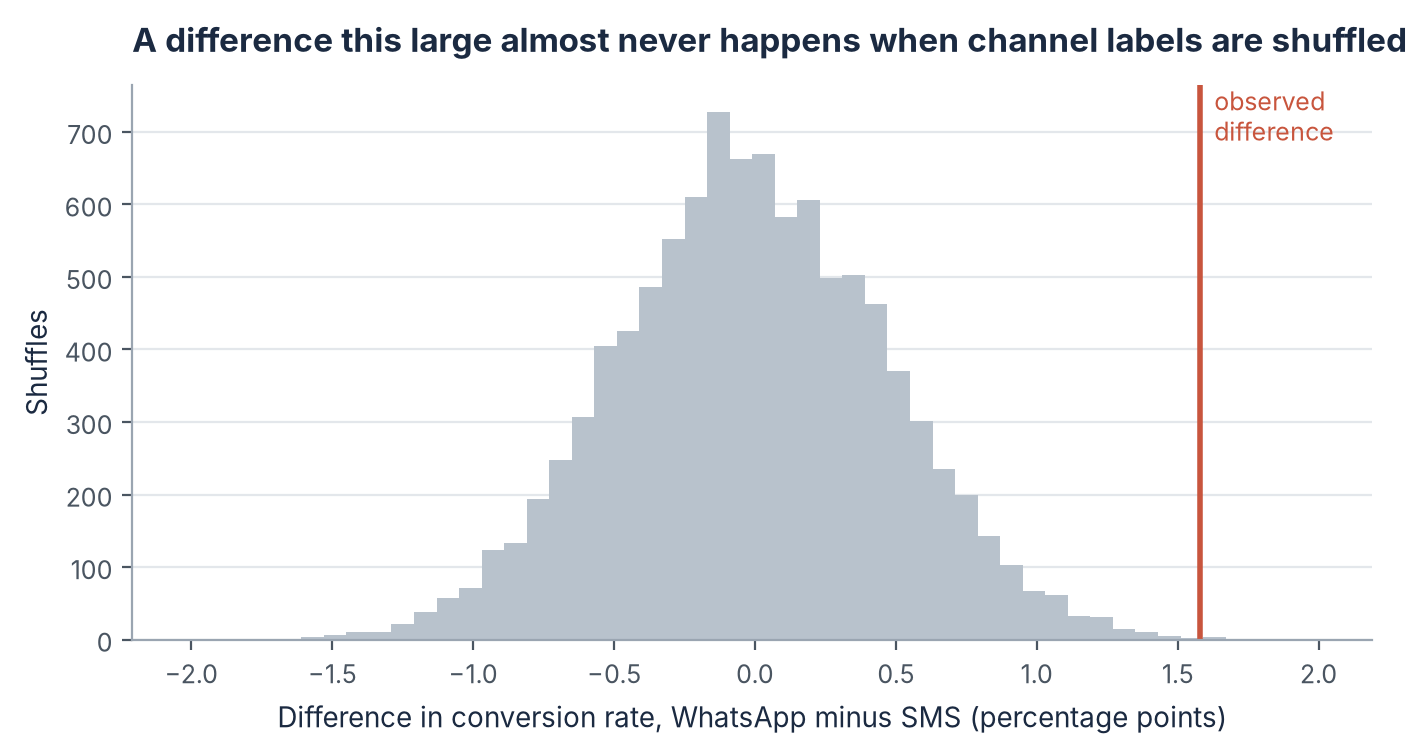 A difference this large almost never happens when channel labels are shuffled
observed
difference
700
600
500
400
300
200
100
0
Shuffles
−2.0 −1.5 −1.0 −0.5 0.0 0.5 1.0 1.5 2.0
Difference in conversion rate, WhatsApp minus SMS (percentage points)